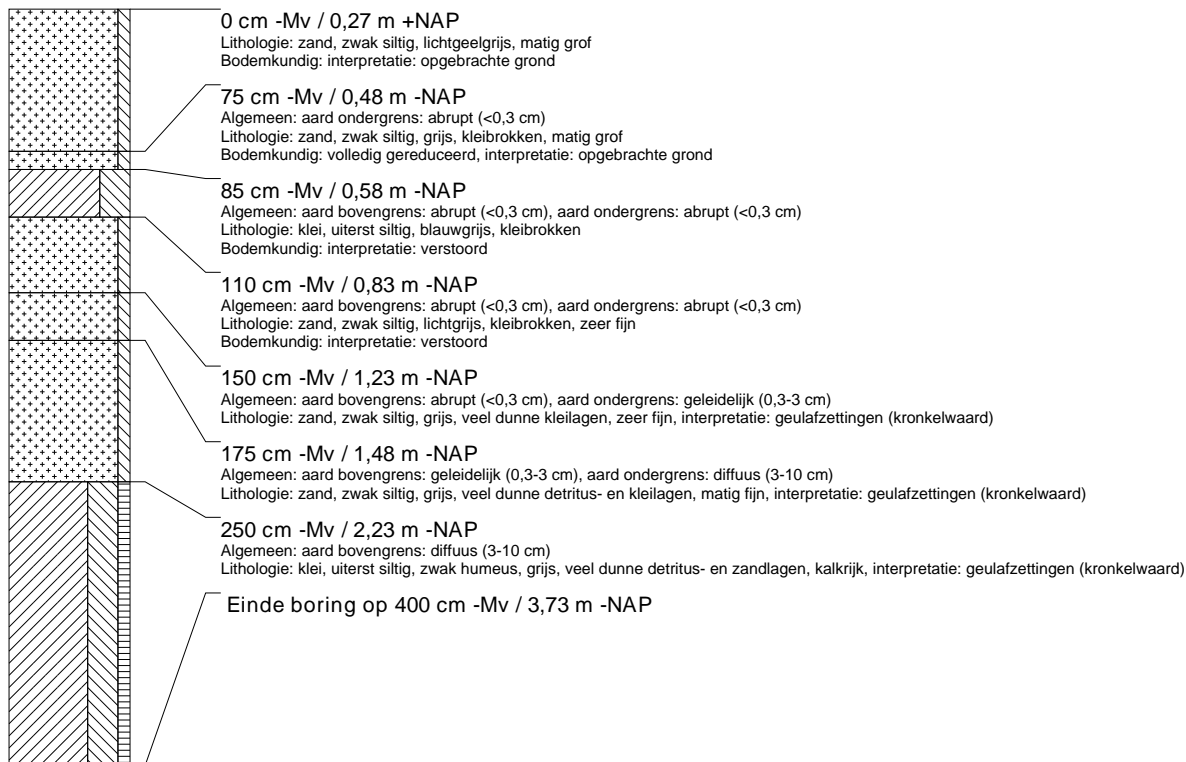 0 cm -Mv / 0,27 m +NAP
Lithologie: zand, zwak siltig, lichtgeelgrijs, matig grof
Bodemkundig: interpretatie: opgebrachte grond
75 cm -Mv / 0,48 m -NAP
Algemeen: aard ondergrens: abrupt (<0,3 cm)
Lithologie: zand, zwak siltig, grijs, kleibrokken, matig grof
Bodemkundig: volledig gereduceerd, interpretatie: opgebrachte grond
85 cm -Mv / 0,58 m -NAP
Algemeen: aard bovengrens: abrupt (<0,3 cm), aard ondergrens: abrupt (<0,3 cm)
Lithologie: klei, uiterst siltig, blauwgrijs, kleibrokken
Bodemkundig: interpretatie: verstoord
110 cm -Mv / 0,83 m -NAP
Algemeen: aard bovengrens: abrupt (<0,3 cm), aard ondergrens: abrupt (<0,3 cm)
Lithologie: zand, zwak siltig, lichtgrijs, kleibrokken, zeer fijn
Bodemkundig: interpretatie: verstoord
150 cm -Mv / 1,23 m -NAP
Algemeen: aard bovengrens: abrupt (<0,3 cm), aard ondergrens: geleidelijk (0,3-3 cm)
Lithologie: zand, zwak siltig, grijs, veel dunne kleilagen, zeer fijn, interpretatie: geulafzettingen (kronkelwaard)
175 cm -Mv / 1,48 m -NAP
Algemeen: aard bovengrens: geleidelijk (0,3-3 cm), aard ondergrens: diffuus (3-10 cm)
Lithologie: zand, zwak siltig, grijs, veel dunne detritus- en kleilagen, matig fijn, interpretatie: geulafzettingen (kronkelwaard)
250 cm -Mv / 2,23 m -NAP
Algemeen: aard bovengrens: diffuus (3-10 cm)
Lithologie: klei, uiterst siltig, zwak humeus, grijs, veel dunne detritus- en zandlagen, kalkrijk, interpretatie: geulafzettingen (kronkelwaard)
Einde boring op 400 cm -Mv / 3,73 m -NAP